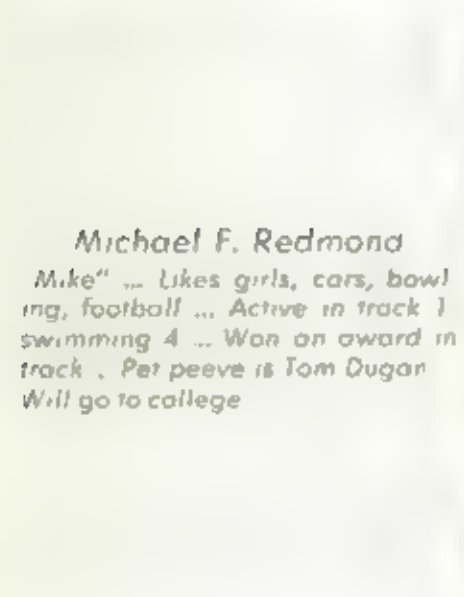 Michael F. Redmond
Mike" ... Likes girls, cars, bowl
ing, football ... Active in track 1
swimming 4 ... Won an award in
track . Pet peeve is Tom Dugan
Will go to college